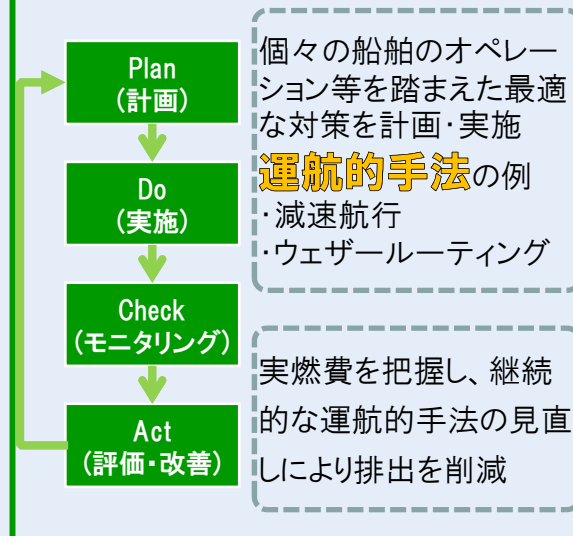 Plan
(計画)
個々の船舶のオペレー
ション等を踏まえた最適
な対策を計画・実施
運航的手法の例
・減速航行
・ウェザールーティング
Do
(実施)
Check
(モニタリング)
Act
(評価・改善)
実燃費を把握し、継続
的な運航的手法の見直
しにより排出を削減